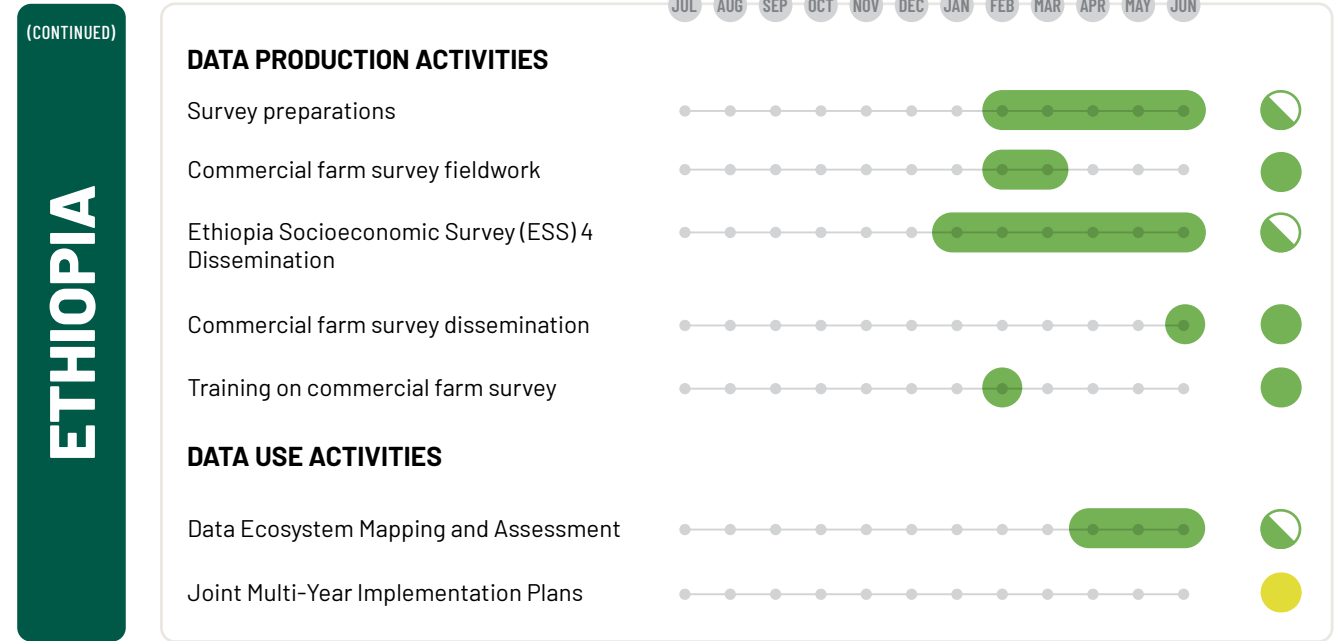 (CONTINUED)
ETHIOPIA
JUL AUG SEP OCT NOV DEC JAN FEB MAR APR MAY JUN
DATA PRODUCTION ACTIVITIES
Survey preparations
Commercial farm survey fieldwork
Ethiopia Socioeconomic Survey (ESS) 4
Dissemination
Commercial farm survey dissemination
Training on commercial farm survey
DATA USE ACTIVITIES
Data Ecosystem Mapping and Assessment
Joint Multi-Year Implementation Plans